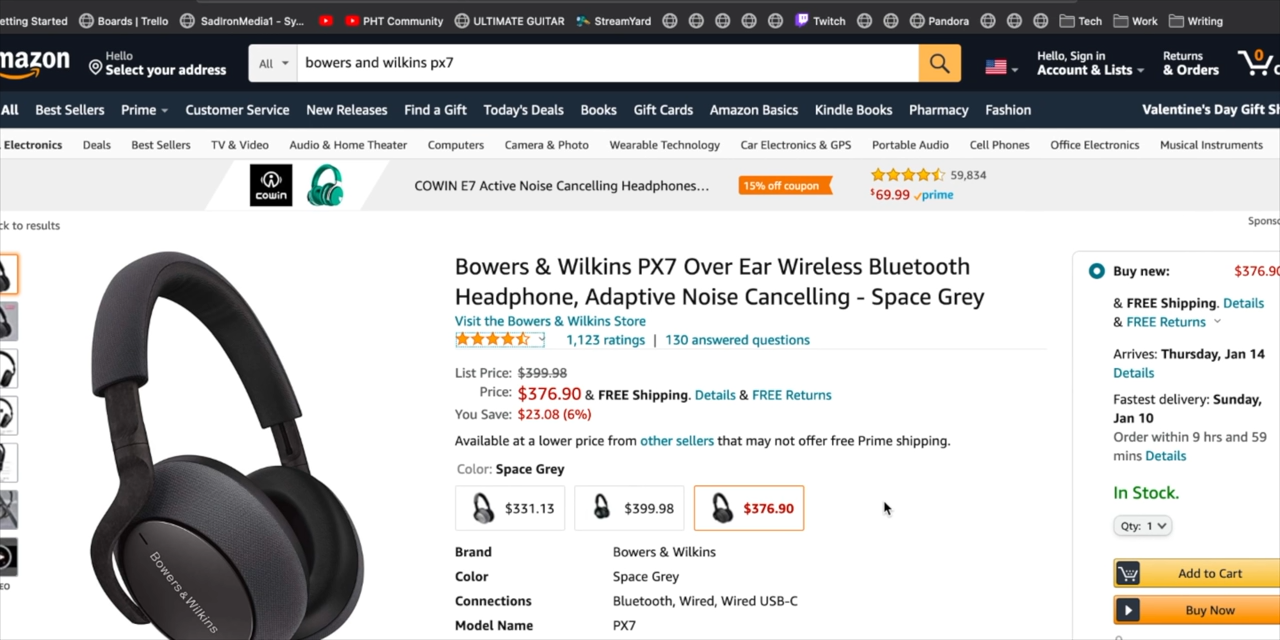 etting Started Boards | Trello SadIronMedia1 - Sy... PHT Community ULTIMATE GUITAR StreamYard Twitch Pandora Tech Work Writing
mazon Hello Select your address All bowers and wilkins px7 Hello, Sign in Account & Lists Returns & Orders 0
All Best Sellers Prime Customer Service New Releases Find a Gift Today's Deals Books Gift Cards Amazon Basics Kindle Books Pharmacy Fashion Valentine's Day Gift Sh
Electronics Deals Best Sellers TV & Video Audio & Home Theater Computers Camera & Photo Wearable Technology Car Electronics & GPS Portable Audio Cell Phones Office Electronics Musical Instruments
cowin COWIN E7 Active Noise Cancelling Headphones... 15% off coupon 59,834
$69.99 prime
ck to results
Sponso
Bowers & Wilkins PX7 Over Ear Wireless Bluetooth
Headphone, Adaptive Noise Cancelling - Space Grey
Visit the Bowers & Wilkins Store
1,123 ratings | 130 answered questions
List Price: $399.98
Price: $376.90 & FREE Shipping. Details & FREE Returns
You Save: $23.08 (6%)
Available at a lower price from other sellers that may not offer free Prime shipping.
Color: Space Grey
$331.13 $399.98 $376.90
Brand Bowers & Wilkins
Color Space Grey
Connections Bluetooth, Wired, Wired USB-C
Model Name PX7
Bowers & Wilkins
EO
Buy new: $376.90
& FREE Shipping. Details
& FREE Returns
Arrives: Thursday, Jan 14
Details
Fastest delivery: Sunday,
Jan 10
Order within 9 hrs and 59
mins Details
In Stock.
Qty: 1
Add to Cart
Buy Now